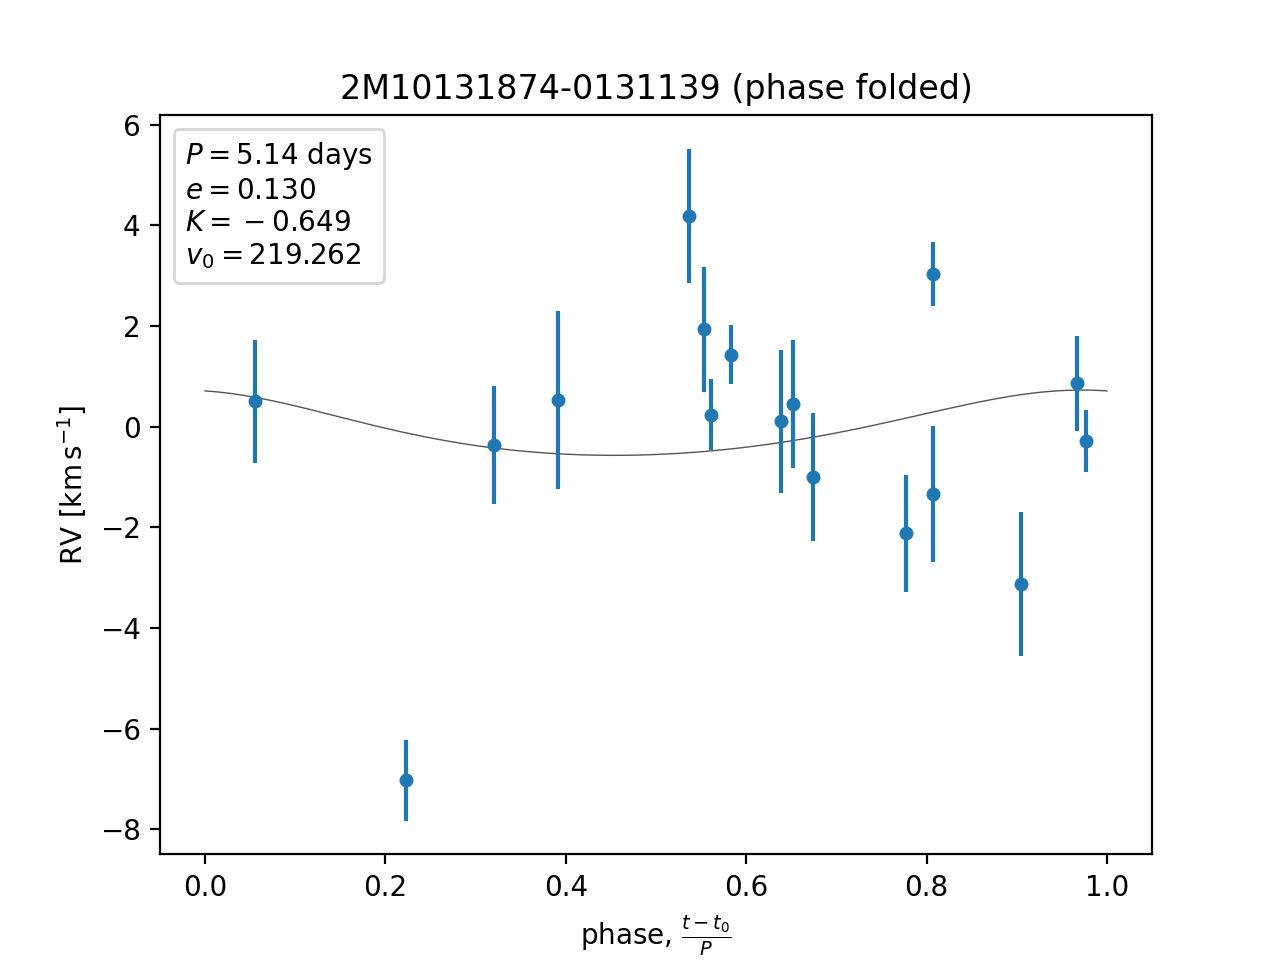 2M10131874-0131139 (phase folded)
P = 5.14 days
e = 0.130
K = −0.649
v₀ = 219.262
6
4
2
0
−2
−4
−6
−8
RV [km s⁻¹]
0.0 0.2 0.4 0.6 0.8 1.0
phase, (t − t₀)/P